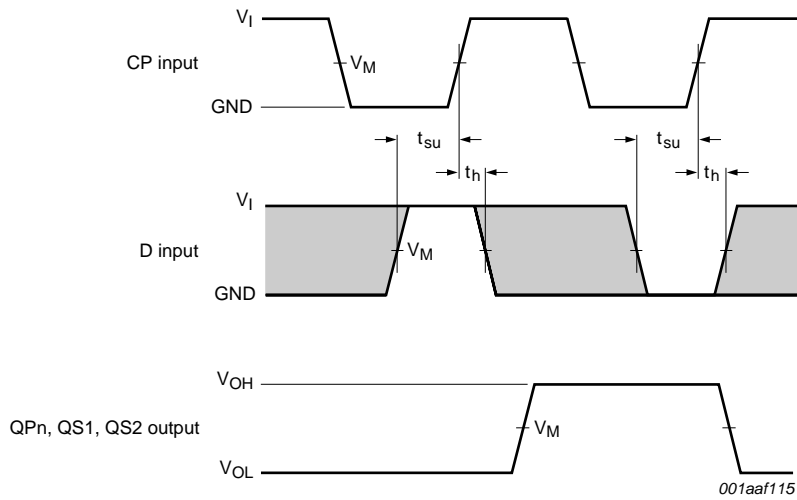 V_I
CP input
V_M
GND
t_su
t_su
t_h
t_h
V_I
D input
V_M
GND
V_OH
QPn, QS1, QS2 output
V_M
V_OL
001aaf115